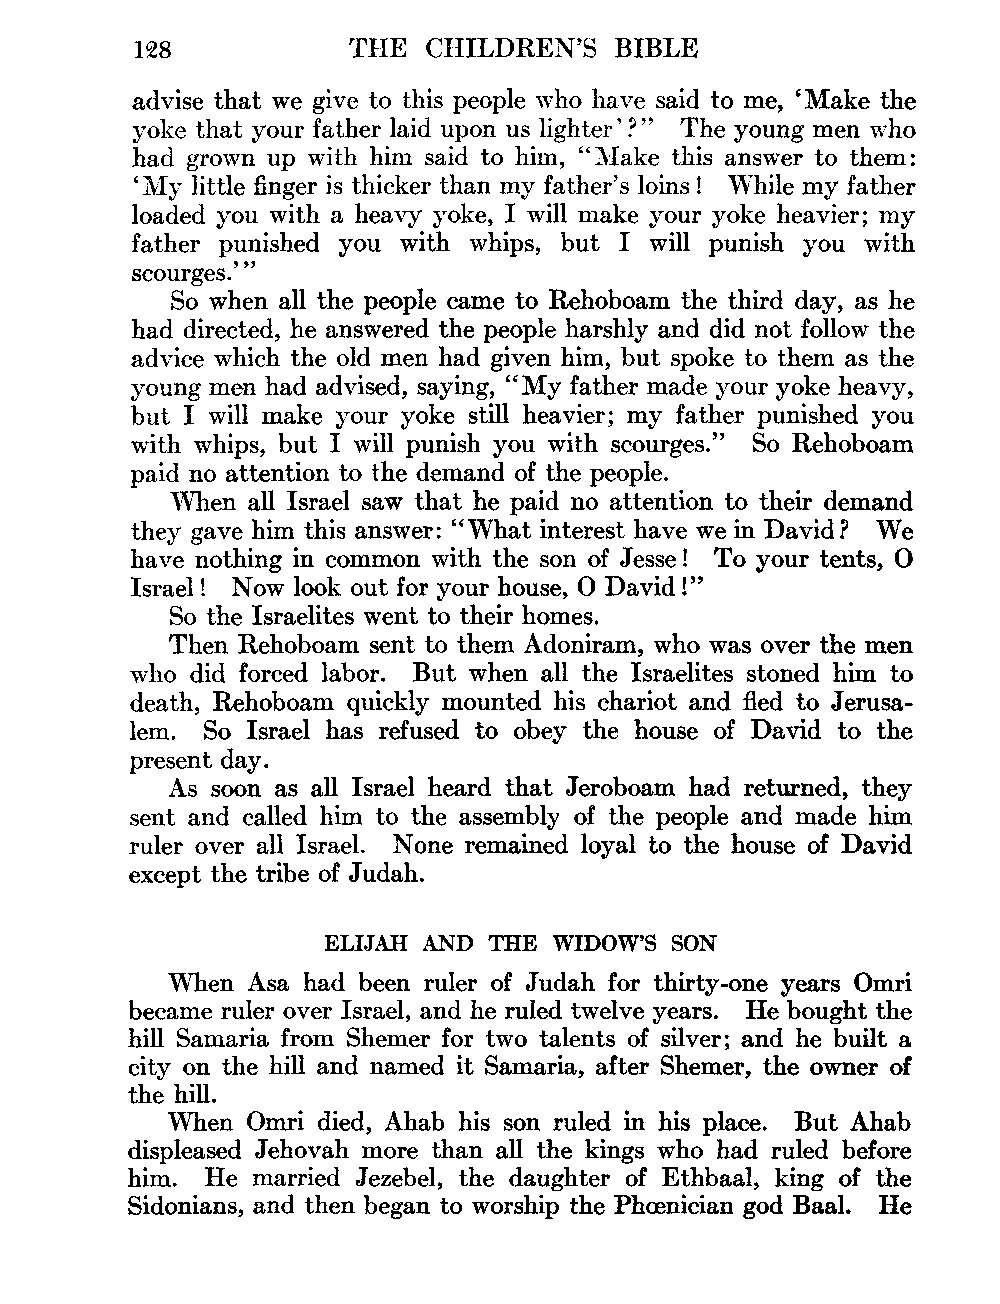 128 THE CHILDREN'S BIBLE
advise that we give to this people who have said to me, ‘Make the
yoke that your father laid upon us lighter’?” The young men who
had grown up with him said to him, “Make this answer to them:
‘My little finger is thicker than my father's loins! While my father
loaded you with a heavy yoke, I will make your yoke heavier; my
father punished you with whips, but I will punish you with
scourges.’”
So when all the people came to Rehoboam the third day, as he
had directed, he answered the people harshly and did not follow the
advice which the old men had given him, but spoke to them as the
young men had advised, saying, “My father made your yoke heavy,
but I will make your yoke still heavier; my father punished you
with whips, but I will punish you with scourges.” So Rehoboam
paid no attention to the demand of the people.
When all Israel saw that he paid no attention to their demand
they gave him this answer: “What interest have we in David? We
have nothing in common with the son of Jesse! To your tents, O
Israel! Now look out for your house, O David!”
So the Israelites went to their homes.
Then Rehoboam sent to them Adoniram, who was over the men
who did forced labor. But when all the Israelites stoned him to
death, Rehoboam quickly mounted his chariot and fled to Jerusa-
lem. So Israel has refused to obey the house of David to the
present day.
As soon as all Israel heard that Jeroboam had returned, they
sent and called him to the assembly of the people and made him
ruler over all Israel. None remained loyal to the house of David
except the tribe of Judah.
ELIJAH AND THE WIDOW'S SON
When Asa had been ruler of Judah for thirty-one years Omri
became ruler over Israel, and he ruled twelve years. He bought the
hill Samaria from Shemer for two talents of silver; and he built a
city on the hill and named it Samaria, after Shemer, the owner of
the hill.
When Omri died, Ahab his son ruled in his place. But Ahab
displeased Jehovah more than all the kings who had ruled before
him. He married Jezebel, the daughter of Ethbaal, king of the
Sidonians, and then began to worship the Phœnician god Baal. He